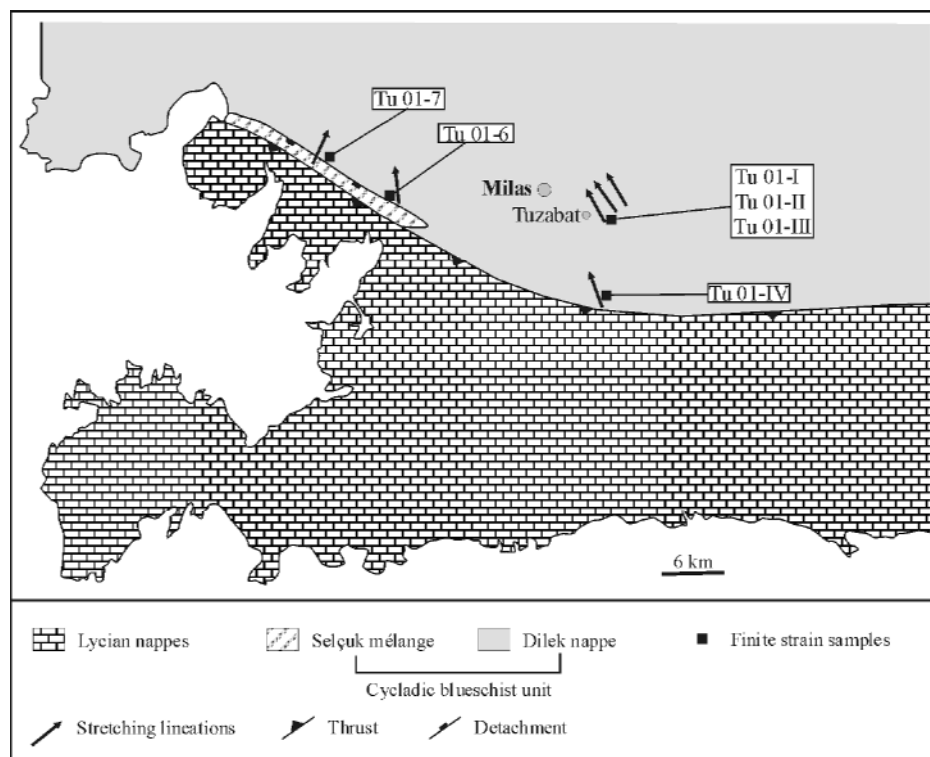 Tu 01-7
Tu 01-6
Milas
Tuzabat
Tu 01-I
Tu 01-II
Tu 01-III
Tu 01-IV
6 km
Lycian nappes
Selçuk mélange
Dilek nappe
Finite strain samples
Cycladic blueschist unit
Stretching lineations
Thrust
Detachment